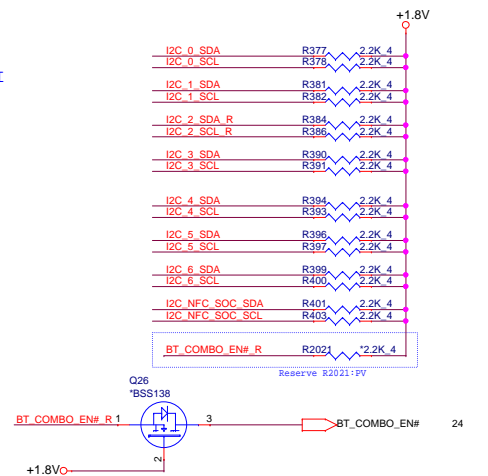 +1.8V
I2C_0_SDA R377 2.2K_4
I2C_0_SCL R378 2.2K_4
I2C_1_SDA R381 2.2K_4
I2C_1_SCL R382 2.2K_4
I2C_2_SDA_R R384 2.2K_4
I2C_2_SCL_R R386 2.2K_4
I2C_3_SDA R390 2.2K_4
I2C_3_SCL R391 2.2K_4
I2C_4_SDA R394 2.2K_4
I2C_4_SCL R393 2.2K_4
I2C_5_SDA R396 2.2K_4
I2C_5_SCL R397 2.2K_4
I2C_6_SDA R399 2.2K_4
I2C_6_SCL R400 2.2K_4
I2C_NFC_SOC_SDA R401 2.2K_4
I2C_NFC_SOC_SCL R403 2.2K_4
BT_COMBO_EN#_R R2021 *2.2K_4
Reserve R2021:PV
Q26
*BSS138
BT_COMBO_EN#_R 1 3 BT_COMBO_EN# 24
2
+1.8V